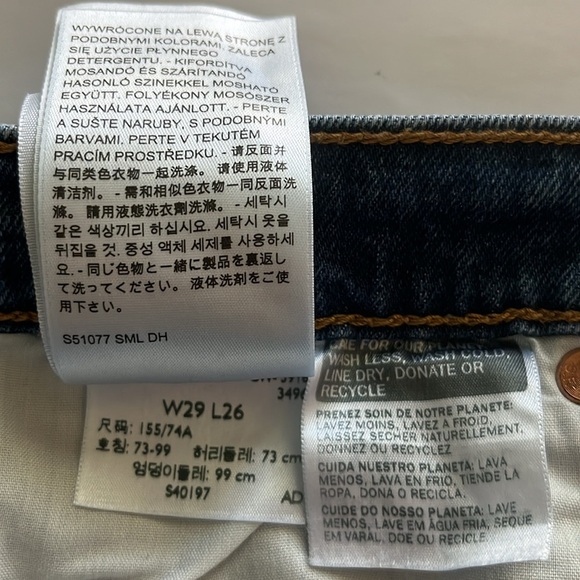 WYWRÓCONE NA LEWĄ STRONĘ Z
PODOBNYMI KOLORAMI. ZALECA
SIĘ UŻYCIE PŁYNNEGO
DETERGENTU. - KIFORDÍTVA
MOSANDÓ ÉS SZÁRÍTANDÓ
HASONLÓ SZINEKKEL MOSHATÓ
EGYÜTT. FOLYÉKONY MOSÓSZER
HASZNÁLATA AJÁNLOTT. - PERTE
A SUŠTE NARUBY, S PODOBNÝMI
BARVAMI. PERTE V TEKUTÉM
PRACÍM PROSTŘEDKU. - 请反面并
与同类色衣物一起洗涤。请使用液体
清洁剂。- 需和相似色衣物一同反面洗
滌。請用液態洗衣劑洗滌。- 세탁시
같은 색상끼리 하십시요. 세탁시 옷을
뒤집을 것. 중성 액체 세제를 사용하세
요. - 同じ色物と一緒に製品を裏返し
て洗ってください。液体洗剤をご使
用下さい。
S51077 SML DH
3496
W29 L26
尺码: 155/74A
호칭: 73-99 허리둘레: 73 cm
엉덩이둘레: 99 cm
S40197
AD
CARE FOR OUR PLANET
WASH LESS, WASH COLD,
LINE DRY, DONATE OR
RECYCLE
PRENEZ SOIN DE NOTRE PLANETE:
LAVEZ MOINS, LAVEZ A FROID,
LAISSEZ SECHER NATURELLEMENT,
DONNEZ OU RECYCLEZ
CUIDA NUESTRO PLANETA: LAVA
MENOS, LAVA EN FRIO, TIENDE LA
ROPA, DONA O RECICLA.
CUIDE DO NOSSO PLANETA: LAVE
MENOS, LAVE EM ÁGUA FRIA, SEQUE
EM VARAL, DOE OU RECICLE.